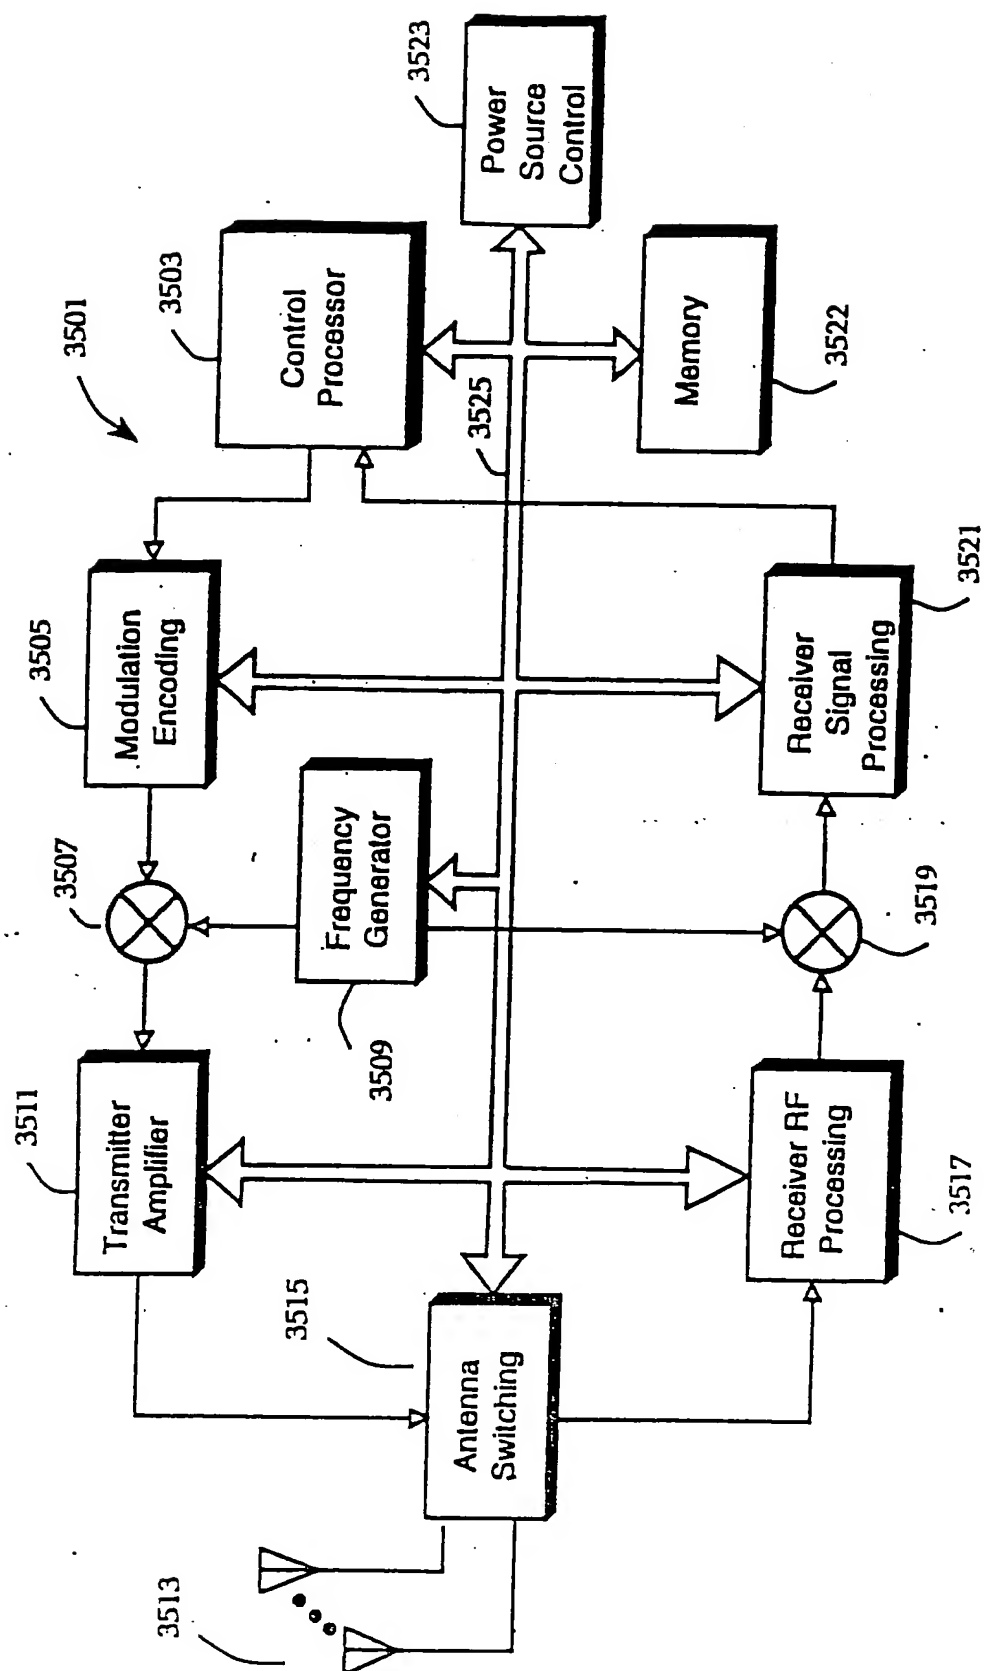 3501
3513
3515
Antenna
Switching
3511
Transmitter
Amplifier
3507
3505
Modulation
Encoding
3503
Control
Processor
3509
Frequency
Generator
3525
3523
Power
Source
Control
Memory
3522
Receiver RF
Processing
3517
3519
Receiver
Signal
Processing
3521